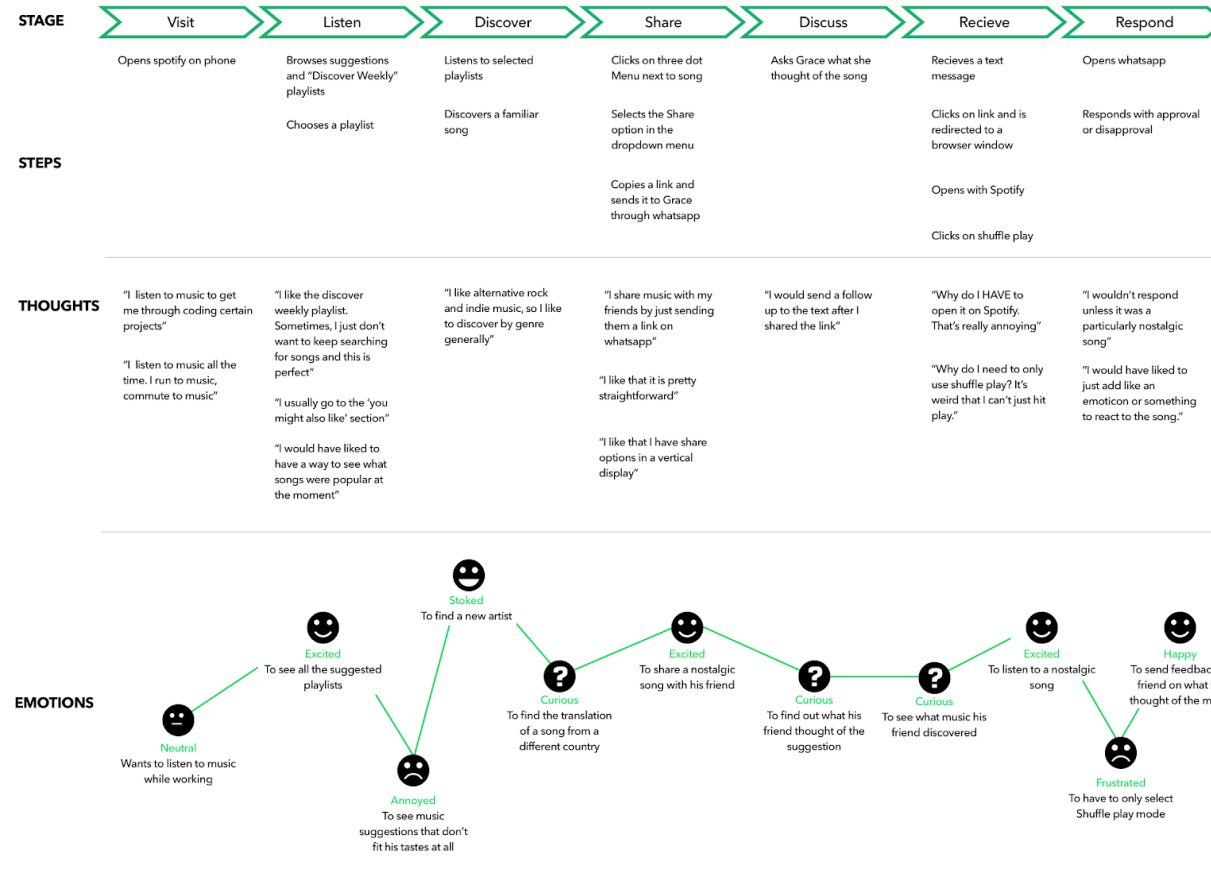 STAGE
Visit
Listen
Discover
Share
Discuss
Recieve
Respond
STEPS
Opens spotify on phone
Browses suggestions
and “Discover Weekly”
playlists
Chooses a playlist
Listens to selected
playlists
Discovers a familiar
song
Clicks on three dot
Menu next to song
Selects the Share
option in the
dropdown menu
Copies a link and
sends it to Grace
through whatsapp
Asks Grace what she
thought of the song
Recieves a text
message
Clicks on link and is
redirected to a
browser window
Opens with Spotify
Clicks on shuffle play
Opens whatsapp
Responds with approval
or disapproval
THOUGHTS
“I  listen to music to get
me through coding certain
projects”
“I  listen to music all the
time. I run to music,
commute to music”
“I like the discover
weekly playlist.
Sometimes, I just don’t
want to keep searching
for songs and this is
perfect”
“I usually go to the ‘you
might also like’ section”
“I would have liked to
have a way to see what
songs were popular at
the moment”
“I like alternative rock
and indie music, so I like
to discover by genre
generally”
“I share music with my
friends by just sending
them a link on
whatsapp”
“I like that it is pretty
straightforward”
“I like that I have share
options in a vertical
display”
“I would send a follow
up to the text after I
shared the link”
“Why do I HAVE to
open it on Spotify.
That’s really annoying”
“Why do I need to only
use shuffle play? It’s
weird that I can’t just hit
play.”
“I wouldn’t respond
unless it was a
particularly nostalgic
song”
“I would have liked to
just add like an
emoticon or something
to react to the song.”
EMOTIONS
Neutral
Wants to listen to music
while working
Excited
To see all the suggested
playlists
Annoyed
To see music
suggestions that don’t
fit his tastes at all
Stoked
To find a new artist
Curious
To find the translation
of a song from a
different country
Excited
To share a nostalgic
song with his friend
Curious
To find out what his
friend thought of the
suggestion
Curious
To see what music his
friend discovered
Excited
To listen to a nostalgic
song
Frustrated
To have to only select
Shuffle play mode
Happy
To send
friend on what
thought of the